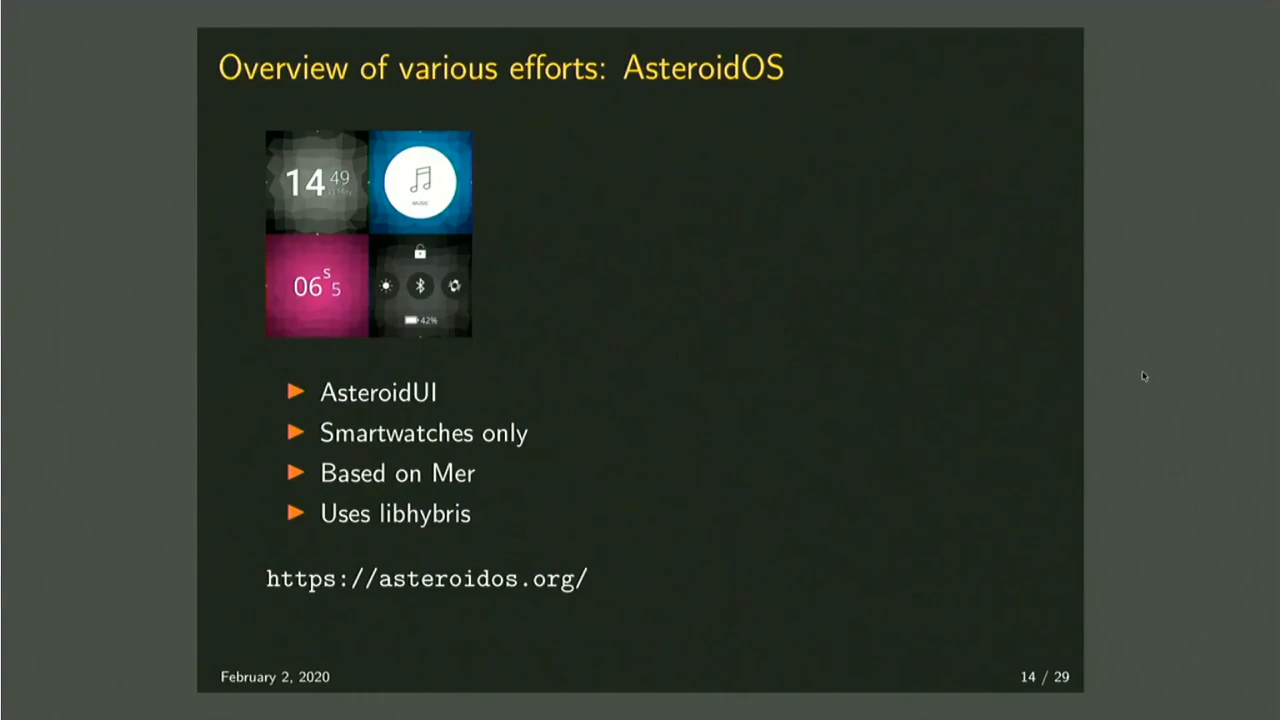 Overview of various efforts: AsteroidOS
14 49
MUSIC
06 s 5
42%
AsteroidUI
Smartwatches only
Based on Mer
Uses libhybris
https://asteroidos.org/
February 2, 2020
14 / 29